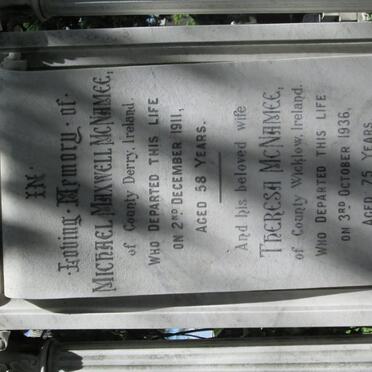 IN
Loving Memory of
MICHAEL MAXWELL McNAMEE,
of County Derry, Ireland
WHO DEPARTED THIS LIFE
ON 2ND DECEMBER 1911,
AGED 58 YEARS.
And his beloved wife
THERESA McNAMEE,
of County Wicklow, Ireland.
WHO DEPARTED THIS LIFE
ON 3RD OCTOBER 1936,
AGED 75 YEARS